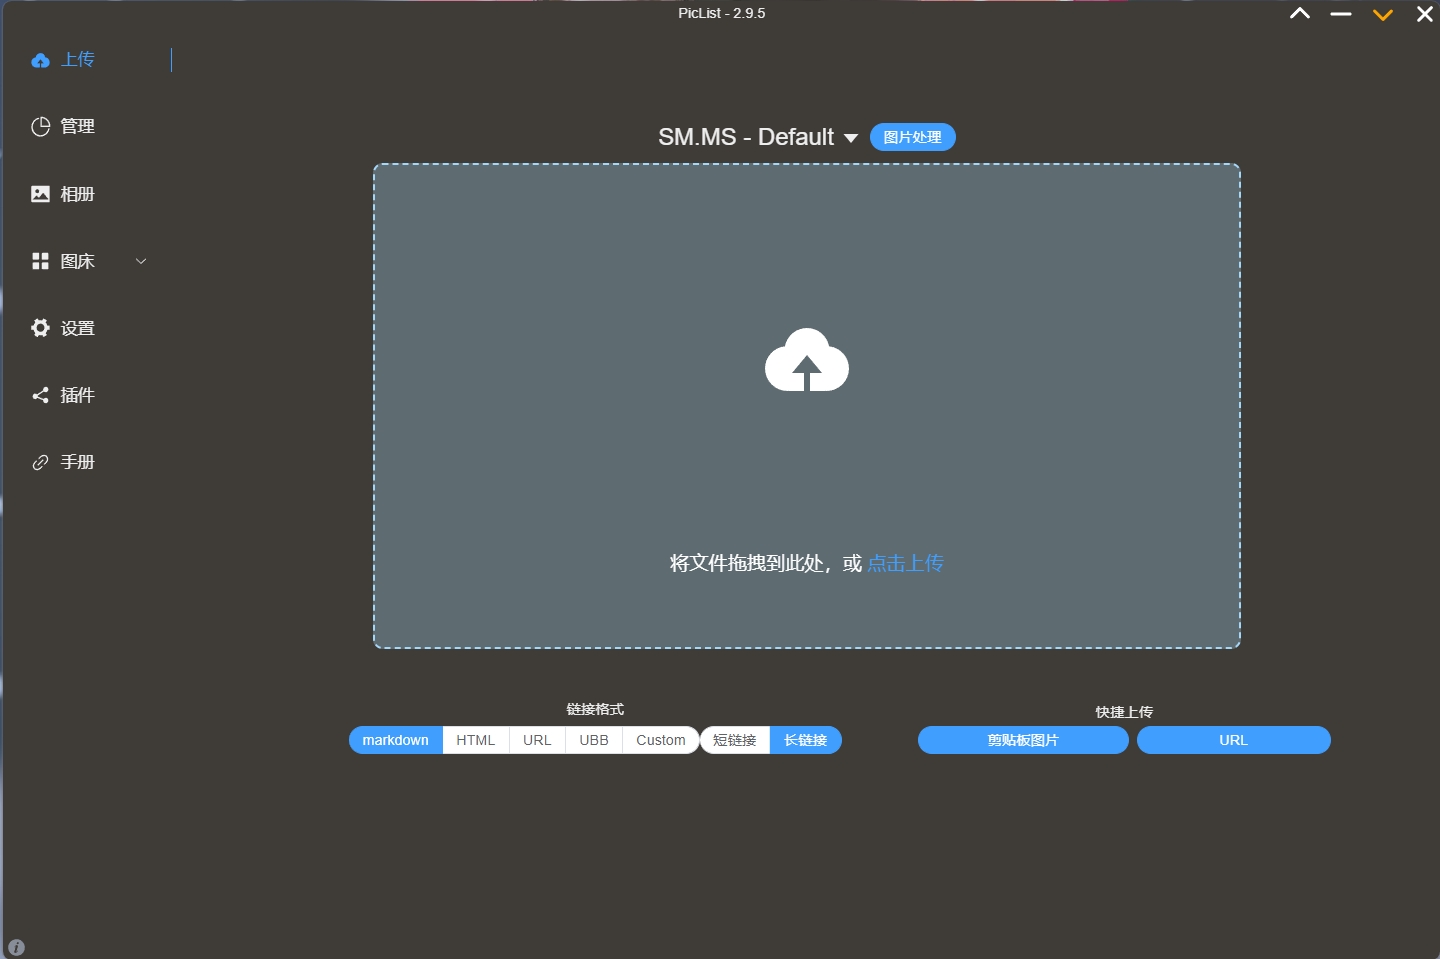 PicList - 2.9.5
上传
管理
相册
图床
设置
插件
手册
SM.MS - Default
图片处理
将文件拖拽到此处，或 点击上传
链接格式
markdown HTML URL UBB Custom 短链接 长链接
快捷上传
剪贴板图片 URL